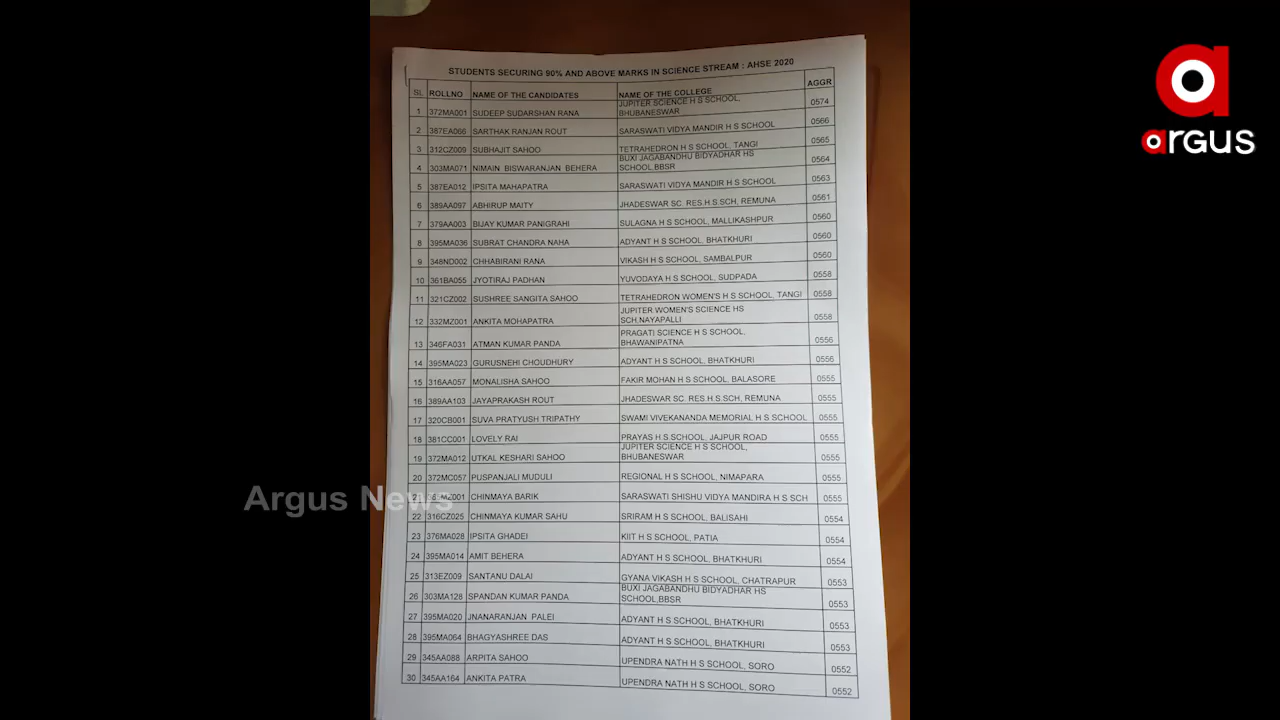 argus
STUDENTS SECURING 90% AND ABOVE MARKS IN SCIENCE STREAM : AHSE 2020
SL ROLLNO NAME OF THE CANDIDATES NAME OF THE COLLEGE AGGR
1 372MA001 SUDEEP SUDARSHAN RANA JUPITER SCIENCE H S SCHOOL, BHUBANESWAR 0574
2 387EA066 SARTHAK RANJAN ROUT SARASWATI VIDYA MANDIR H S SCHOOL 0566
3 312CZ009 SUBHAJIT SAHOO TETRAHEDRON H S SCHOOL, TANGI 0565
4 303MA071 NIMAIN BISWARANJAN BEHERA BUXI JAGABANDHU BIDYADHAR HS SCHOOL,BBSR 0564
5 387EA012 IPSITA MAHAPATRA SARASWATI VIDYA MANDIR H S SCHOOL 0563
6 389AA097 ABHIRUP MAITY JHADESWAR SC. RES.H.S.SCH, REMUNA 0561
7 379AA003 BIJAY KUMAR PANIGRAHI SULAGNA H S SCHOOL, MALLIKASHPUR 0560
8 395MA036 SUBRAT CHANDRA NAHA ADYANT H S SCHOOL, BHATKHURI 0560
9 348ND002 CHHABIRANI RANA VIKASH H S SCHOOL, SAMBALPUR 0560
10 361BA055 JYOTIRAJ PADHAN YUVODAYA H S SCHOOL, SUDPADA 0558
11 321CZ002 SUSHREE SANGITA SAHOO TETRAHEDRON WOMEN'S H S SCHOOL, TANGI 0558
12 332MZ001 ANKITA MOHAPATRA JUPITER WOMEN'S SCIENCE HS SCH,NAYAPALLI 0558
13 346FA031 ATMAN KUMAR PANDA PRAGATI SCIENCE H S SCHOOL, BHAWANIPATNA 0556
14 395MA023 GURUSNEHI CHOUDHURY ADYANT H S SCHOOL, BHATKHURI 0556
15 316AA057 MONALISHA SAHOO FAKIR MOHAN H S SCHOOL, BALASORE 0555
16 389AA103 JAYAPRAKASH ROUT JHADESWAR SC. RES.H.S.SCH, REMUNA 0555
17 320CB001 SUVA PRATYUSH TRIPATHY SWAMI VIVEKANANDA MEMORIAL H S SCHOOL 0555
18 381CC001 LOVELY RAI PRAYAS H S SCHOOL, JAJPUR ROAD 0555
19 372MA012 UTKAL KESHARI SAHOO JUPITER SCIENCE H S SCHOOL, BHUBANESWAR 0555
20 372MC057 PUSPANJALI MUDULI REGIONAL H S SCHOOL, NIMAPARA 0555
CHINMAYA BARIK SARASWATI SHISHU VIDYA MANDIRA H S SCH 0555
Argus News
22 316CZ025 CHINMAYA KUMAR SAHU SRIRAM H S SCHOOL, BALISAHI 0554
23 376MA028 IPSITA GHADEI KIIT H S SCHOOL, PATIA 0554
24 395MA014 AMIT BEHERA ADYANT H S SCHOOL, BHATKHURI 0554
25 313EZ009 SANTANU DALAI GYANA VIKASH H S SCHOOL, CHATRAPUR 0553
26 303MA128 SPANDAN KUMAR PANDA BUXI JAGABANDHU BIDYADHAR HS SCHOOL,BBSR 0553
27 395MA020 JNANARANJAN PALEI ADYANT H S SCHOOL, BHATKHURI 0553
28 395MA064 BHAGYASHREE DAS ADYANT H S SCHOOL, BHATKHURI 0553
29 345AA088 ARPITA SAHOO UPENDRA NATH H S SCHOOL, SORO 0552
30 345AA164 ANKITA PATRA UPENDRA NATH H S SCHOOL, SORO 0552